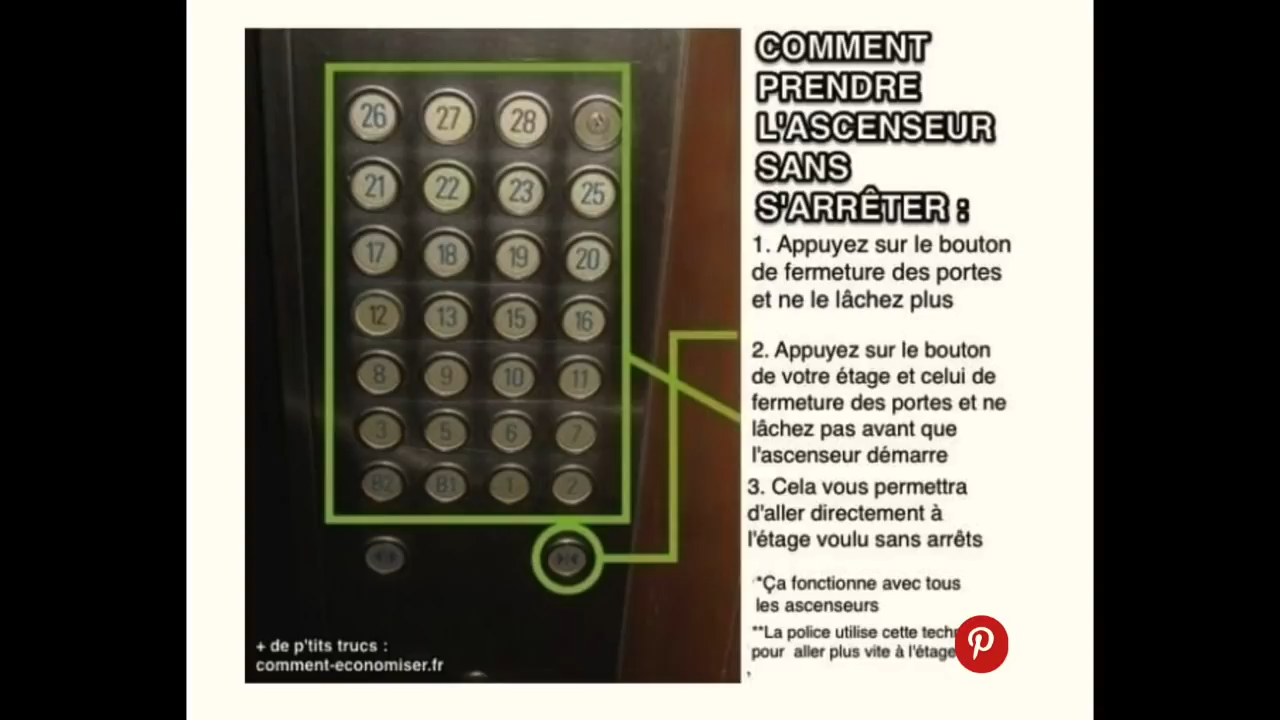 26 27 28
21 22 23 25
17 18 19 20
12 13 15 16
8 9 10 11
3 5 6 7
B2 B1 1 2
+ de p'tits trucs :
comment-economiser.fr
COMMENT
PRENDRE
L'ASCENSEUR
SANS
S'ARRÊTER :
1. Appuyez sur le bouton
de fermeture des portes
et ne le lâchez plus
2. Appuyez sur le bouton
de votre étage et celui de
fermeture des portes et ne
lâchez pas avant que
l'ascenseur démarre
3. Cela vous permettra
d'aller directement à
l'étage voulu sans arrêts
*Ça fonctionne avec tous
les ascenseurs
**La police utilise cette
pour aller plus vite à l'étage